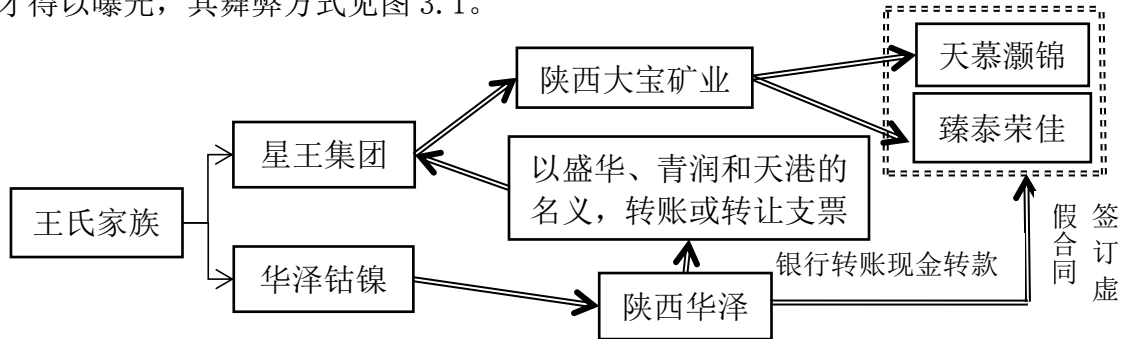 才得以曝光，其舞弊方式见图 3.1。
天慕灏锦
陕西大宝矿业
臻泰荣佳
星王集团
以盛华、青润和天港的
名义，转账或转让支票
王氏家族
签订虚
假合同
银行转账现金转款
华泽钴镍
陕西华泽